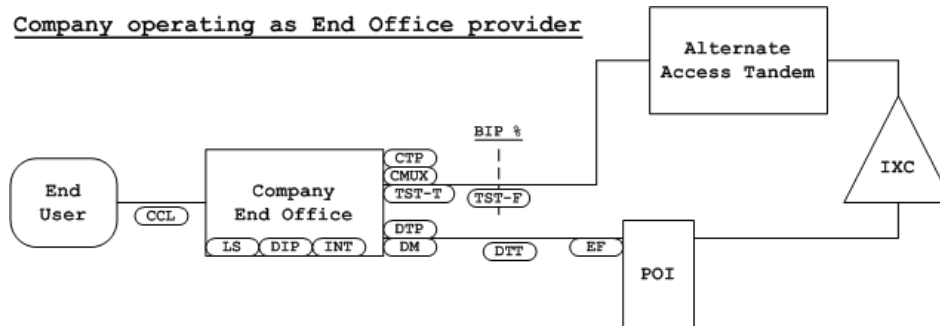 Company operating as End Office provider
Alternate
Access Tandem
BIP %
IXC
CTP
CMUX
TST-T
TST-F
End
User
CCL
Company
End Office
LS
DIP
INT
DTP
DM
DTT
EF
POI